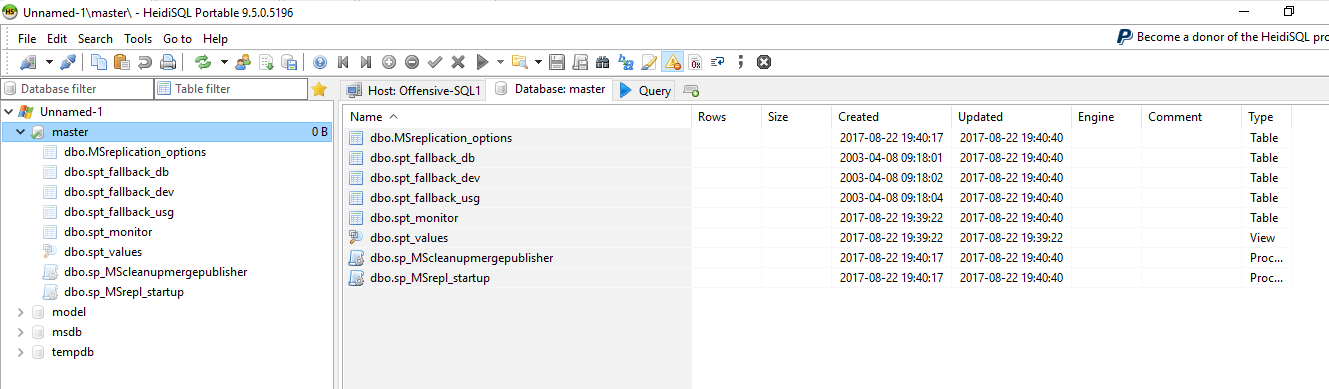 Unnamed-1\master\ - HeidiSQL Portable 9.5.0.5196
File Edit Search Tools Go to Help
Become a donor of the HeidiSQL pro
Database filter Table filter
Host: Offensive-SQL1 Database: master Query
Unnamed-1
master 0 B
dbo.MSreplication_options
dbo.spt_fallback_db
dbo.spt_fallback_dev
dbo.spt_fallback_usg
dbo.spt_monitor
dbo.spt_values
dbo.sp_MScleanupmergepublisher
dbo.sp_MSrepl_startup
model
msdb
tempdb
Name Rows Size Created Updated Engine Comment Type
dbo.MSreplication_options 2017-08-22 19:40:17 2017-08-22 19:40:40 Table
dbo.spt_fallback_db 2003-04-08 09:18:01 2017-08-22 19:40:40 Table
dbo.spt_fallback_dev 2003-04-08 09:18:02 2017-08-22 19:40:40 Table
dbo.spt_fallback_usg 2003-04-08 09:18:04 2017-08-22 19:40:40 Table
dbo.spt_monitor 2017-08-22 19:39:22 2017-08-22 19:40:40 Table
dbo.spt_values 2017-08-22 19:39:22 2017-08-22 19:39:22 View
dbo.sp_MScleanupmergepublisher 2017-08-22 19:40:17 2017-08-22 19:40:40 Proc...
dbo.sp_MSrepl_startup 2017-08-22 19:40:17 2017-08-22 19:40:40 Proc...